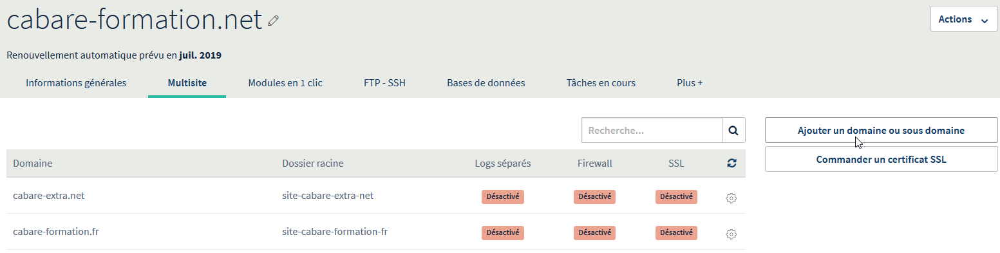 cabare-formation.net
Actions
Renouvellement automatique prévu en juil. 2019
Informations générales Multisite Modules en 1 clic FTP - SSH Bases de données Tâches en cours Plus +
Recherche... Ajouter un domaine ou sous domaine
Commander un certificat SSL
Domaine Dossier racine Logs séparés Firewall SSL
cabare-extra.net site-cabare-extra-net Désactivé Désactivé Désactivé
cabare-formation.fr site-cabare-formation-fr Désactivé Désactivé Désactivé